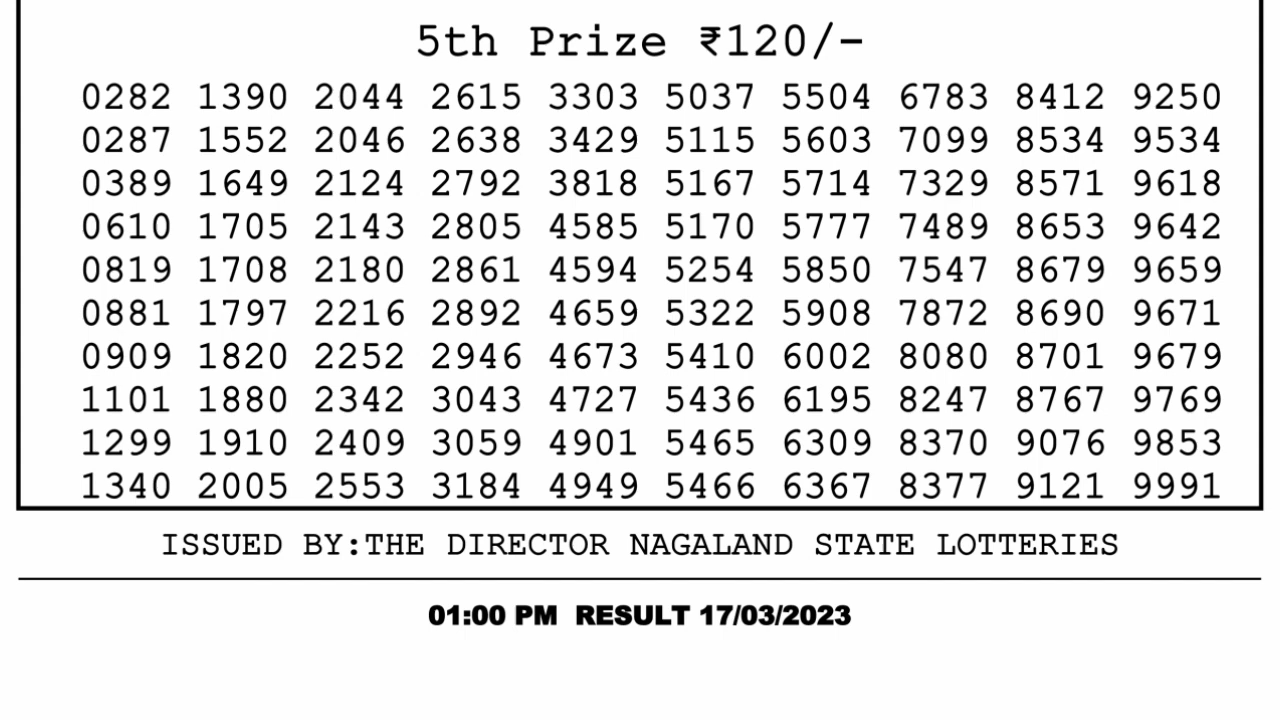 5th Prize ₹120/-
0282 1390 2044 2615 3303 5037 5504 6783 8412 9250
0287 1552 2046 2638 3429 5115 5603 7099 8534 9534
0389 1649 2124 2792 3818 5167 5714 7329 8571 9618
0610 1705 2143 2805 4585 5170 5777 7489 8653 9642
0819 1708 2180 2861 4594 5254 5850 7547 8679 9659
0881 1797 2216 2892 4659 5322 5908 7872 8690 9671
0909 1820 2252 2946 4673 5410 6002 8080 8701 9679
1101 1880 2342 3043 4727 5436 6195 8247 8767 9769
1299 1910 2409 3059 4901 5465 6309 8370 9076 9853
1340 2005 2553 3184 4949 5466 6367 8377 9121 9991
ISSUED BY:THE DIRECTOR NAGALAND STATE LOTTERIES
01:00 PM RESULT 17/03/2023